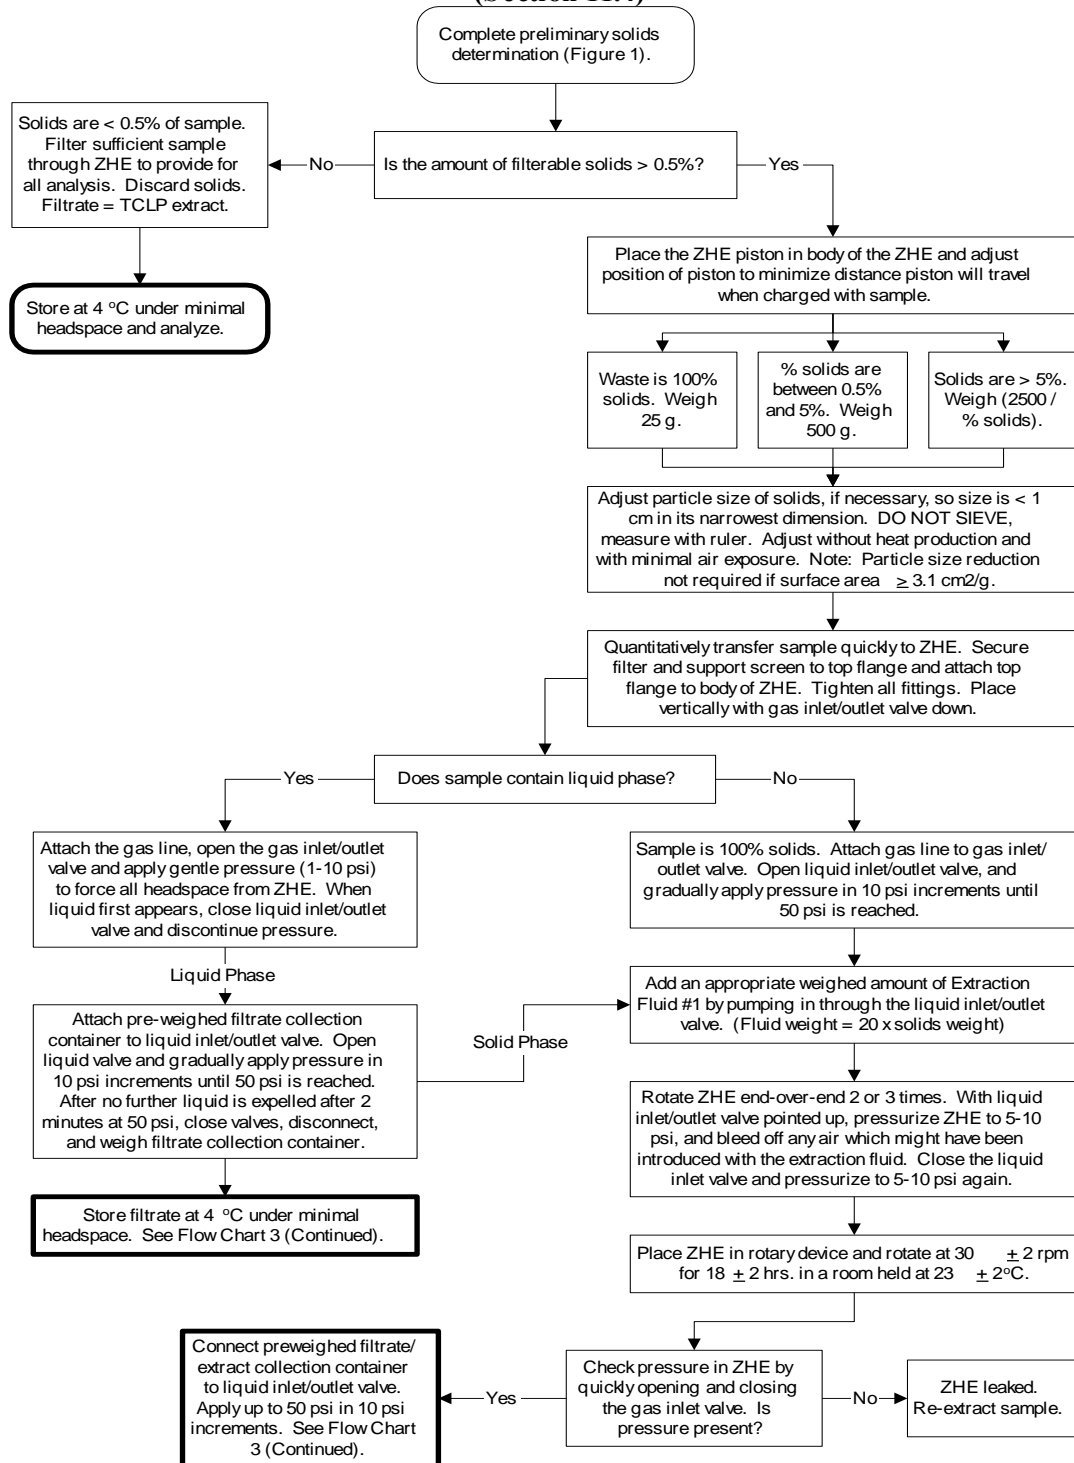 (Section 11.4)
Complete preliminary solids
determination (Figure 1).
Solids are < 0.5% of sample.
Filter sufficient sample
through ZHE to provide for
all analysis.  Discard solids.
Filtrate = TCLP extract.
No
Is the amount of filterable solids > 0.5%?
Yes
Store at 4 °C under minimal
headspace and analyze.
Place the ZHE piston in body of the ZHE and adjust
position of piston to minimize distance piston will travel
when charged with sample.
Waste is 100%
solids.  Weigh
25 g.
% solids are
between 0.5%
and 5%.  Weigh
500 g.
Solids are > 5%.
Weigh (2500 /
% solids).
Adjust particle size of solids, if necessary, so size is < 1
cm in its narrowest dimension.  DO NOT SIEVE,
measure with ruler.  Adjust without heat production and
with minimal air exposure.  Note:  Particle size reduction
not required if surface area ≥ 3.1 cm2/g.
Quantitatively transfer sample quickly to ZHE.  Secure
filter and support screen to top flange and attach top
flange to body of ZHE.  Tighten all fittings.  Place
vertically with gas inlet/outlet valve down.
Yes
Does sample contain liquid phase?
No
Attach the gas line, open the gas inlet/outlet
valve and apply gentle pressure (1-10 psi)
to force all headspace from ZHE.  When
liquid first appears, close liquid inlet/outlet
valve and discontinue pressure.
Sample is 100% solids.  Attach gas line to gas inlet/
outlet valve.  Open liquid inlet/outlet valve, and
gradually apply pressure in 10 psi increments until
50 psi is reached.
Liquid Phase
Attach pre-weighed filtrate collection
container to liquid inlet/outlet valve.  Open
liquid valve and gradually apply pressure in
10 psi increments until 50 psi is reached.
After no further liquid is expelled after 2
minutes at 50 psi, close valves, disconnect,
and weigh filtrate collection container.
Solid Phase
Add an appropriate weighed amount of Extraction
Fluid #1 by pumping in through the liquid inlet/outlet
valve.  (Fluid weight = 20 x solids weight)
Rotate ZHE end-over-end 2 or 3 times.  With liquid
inlet/outlet valve pointed up, pressurize ZHE to 5-10
psi, and bleed off any air which might have been
introduced with the extraction fluid.  Close the liquid
inlet valve and pressurize to 5-10 psi again.
Store filtrate at 4 °C under minimal
headspace.  See Flow Chart 3 (Continued).
Place ZHE in rotary device and rotate at 30 ± 2 rpm
for 18 ± 2 hrs. in a room held at 23 ± 2°C.
Connect preweighed filtrate/
extract collection container
to liquid inlet/outlet valve.
Apply up to 50 psi in 10 psi
increments.  See Flow Chart
3 (Continued).
Yes
Check pressure in ZHE by
quickly opening and closing
the gas inlet valve.  Is
pressure present?
No
ZHE leaked.
Re-extract sample.